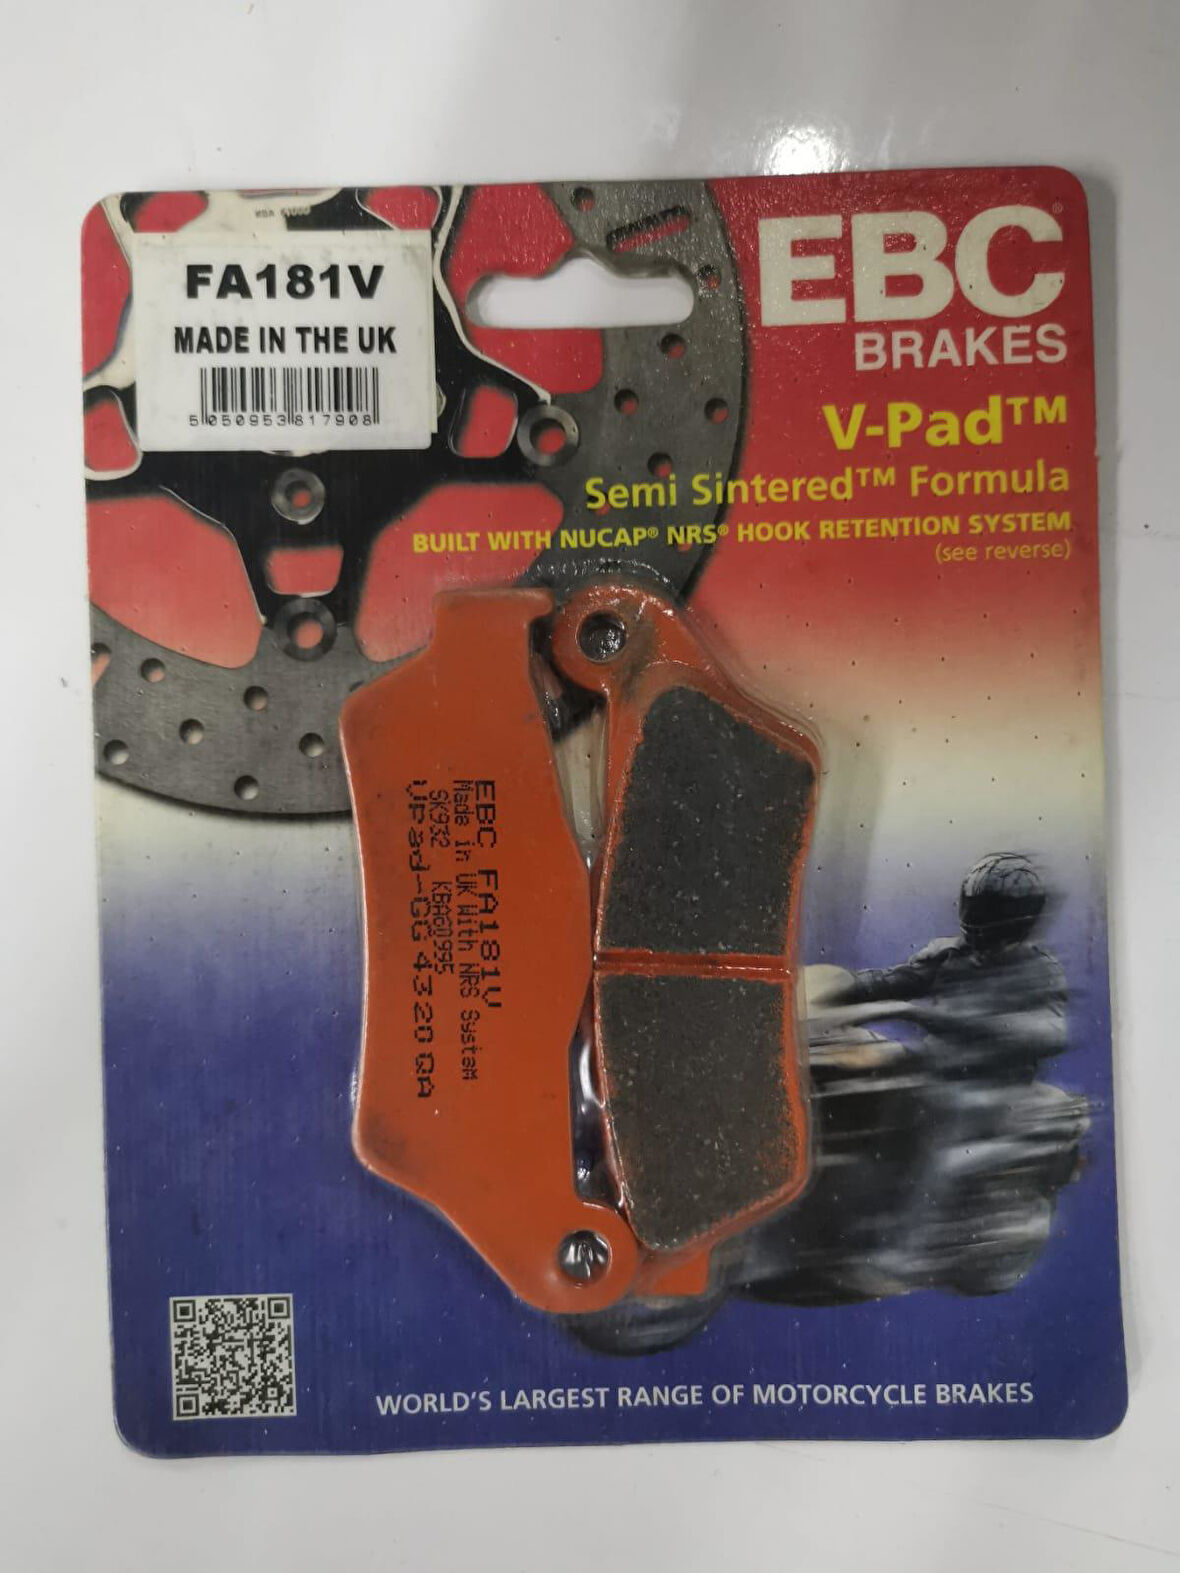 FA181V
MADE IN THE UK
5 050953 817908
EBC®
BRAKES
V-Pad™
Semi Sintered™ Formula
BUILT WITH NUCAP® NRS® HOOK RETENTION SYSTEM
(see reverse)
EBC FA181V
Made in UK With NRS System
SK932 KBA60995
VPad-GG 4320 QA
WORLD'S LARGEST RANGE OF MOTORCYCLE BRAKES